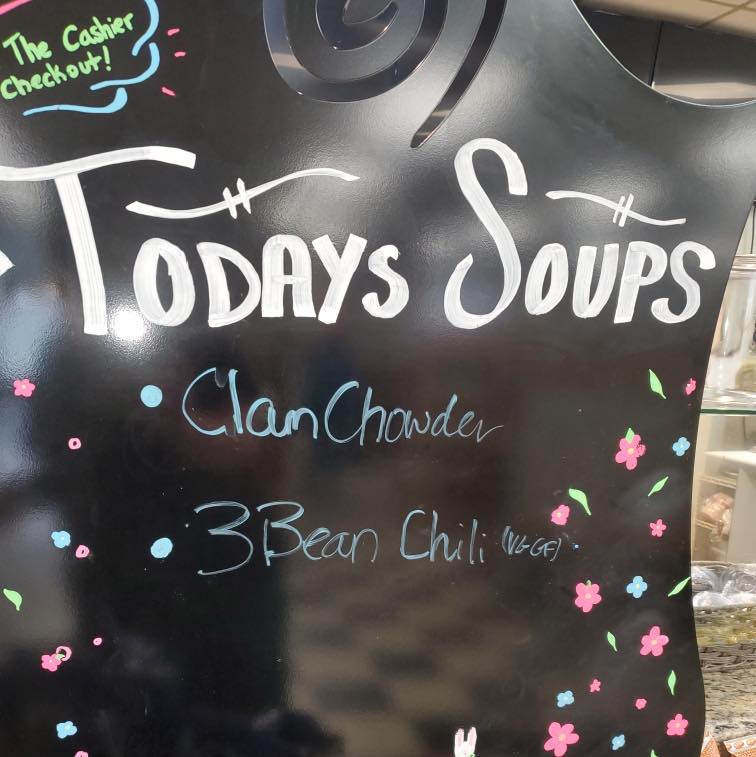 The Cashier
Checkout!
TODAYS SOUPS
Clam Chowder
3 Bean Chili (VG-GF)